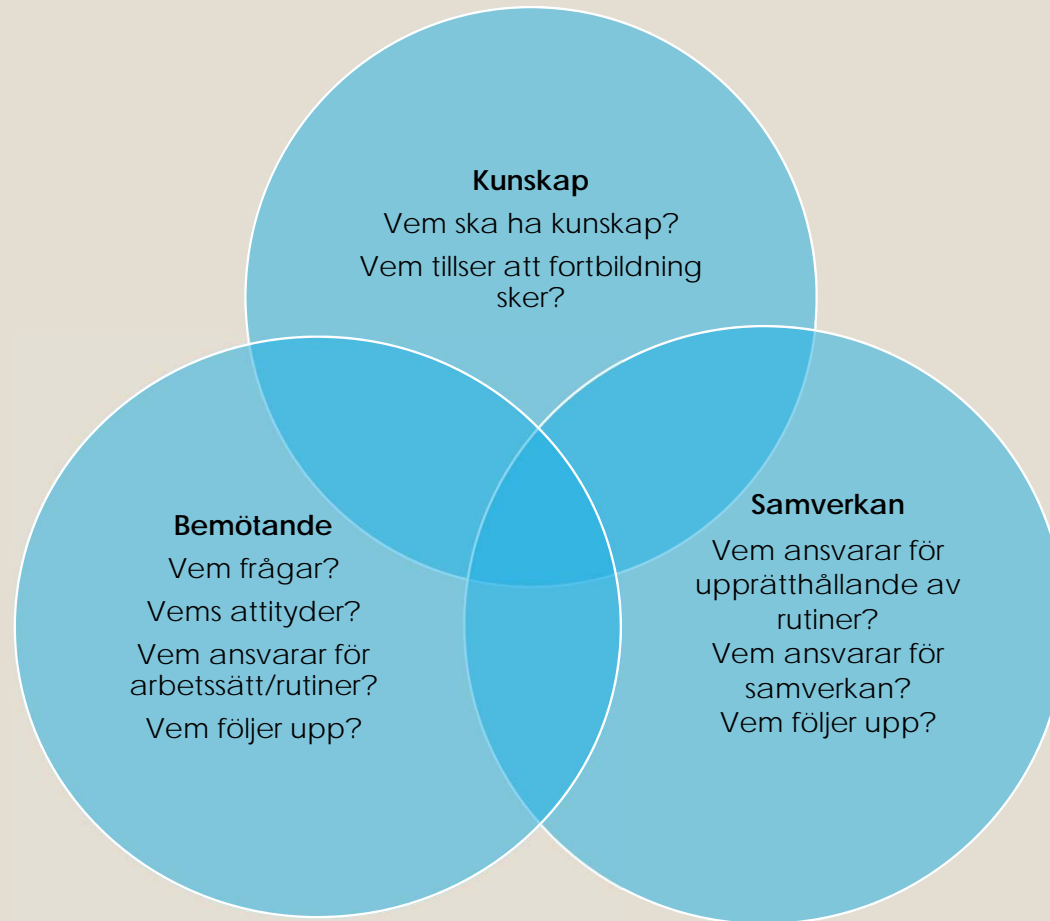 Kunskap
Vem ska ha kunskap?
Vem tillser att fortbildning
sker?
Bemötande
Vem frågar?
Vems attityder?
Vem ansvarar för
arbetssätt/rutiner?
Vem följer upp?
Samverkan
Vem ansvarar för
upprätthållande av
rutiner?
Vem ansvarar för
samverkan?
Vem följer upp?